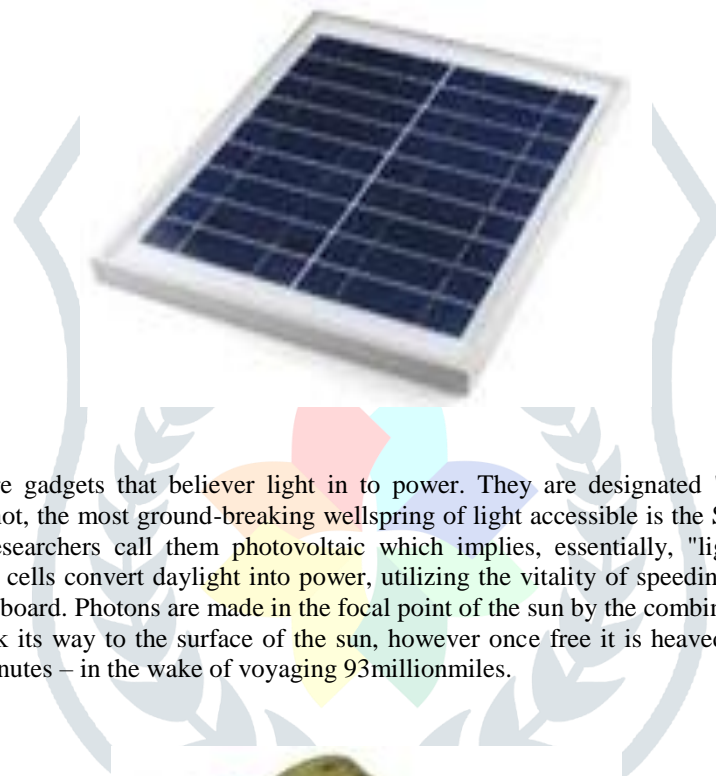 re gadgets that believer light in to power. They are designated
not, the most ground-breaking wellspring of light accessible is the
esearchers call them photovoltaic which implies, essentially, "lig
cells convert daylight into power, utilizing the vitality of speedin
board. Photons are made in the focal point of the sun by the combin
k its way to the surface of the sun, however once free it is heaved
nutes – in the wake of voyaging 93millionmiles.